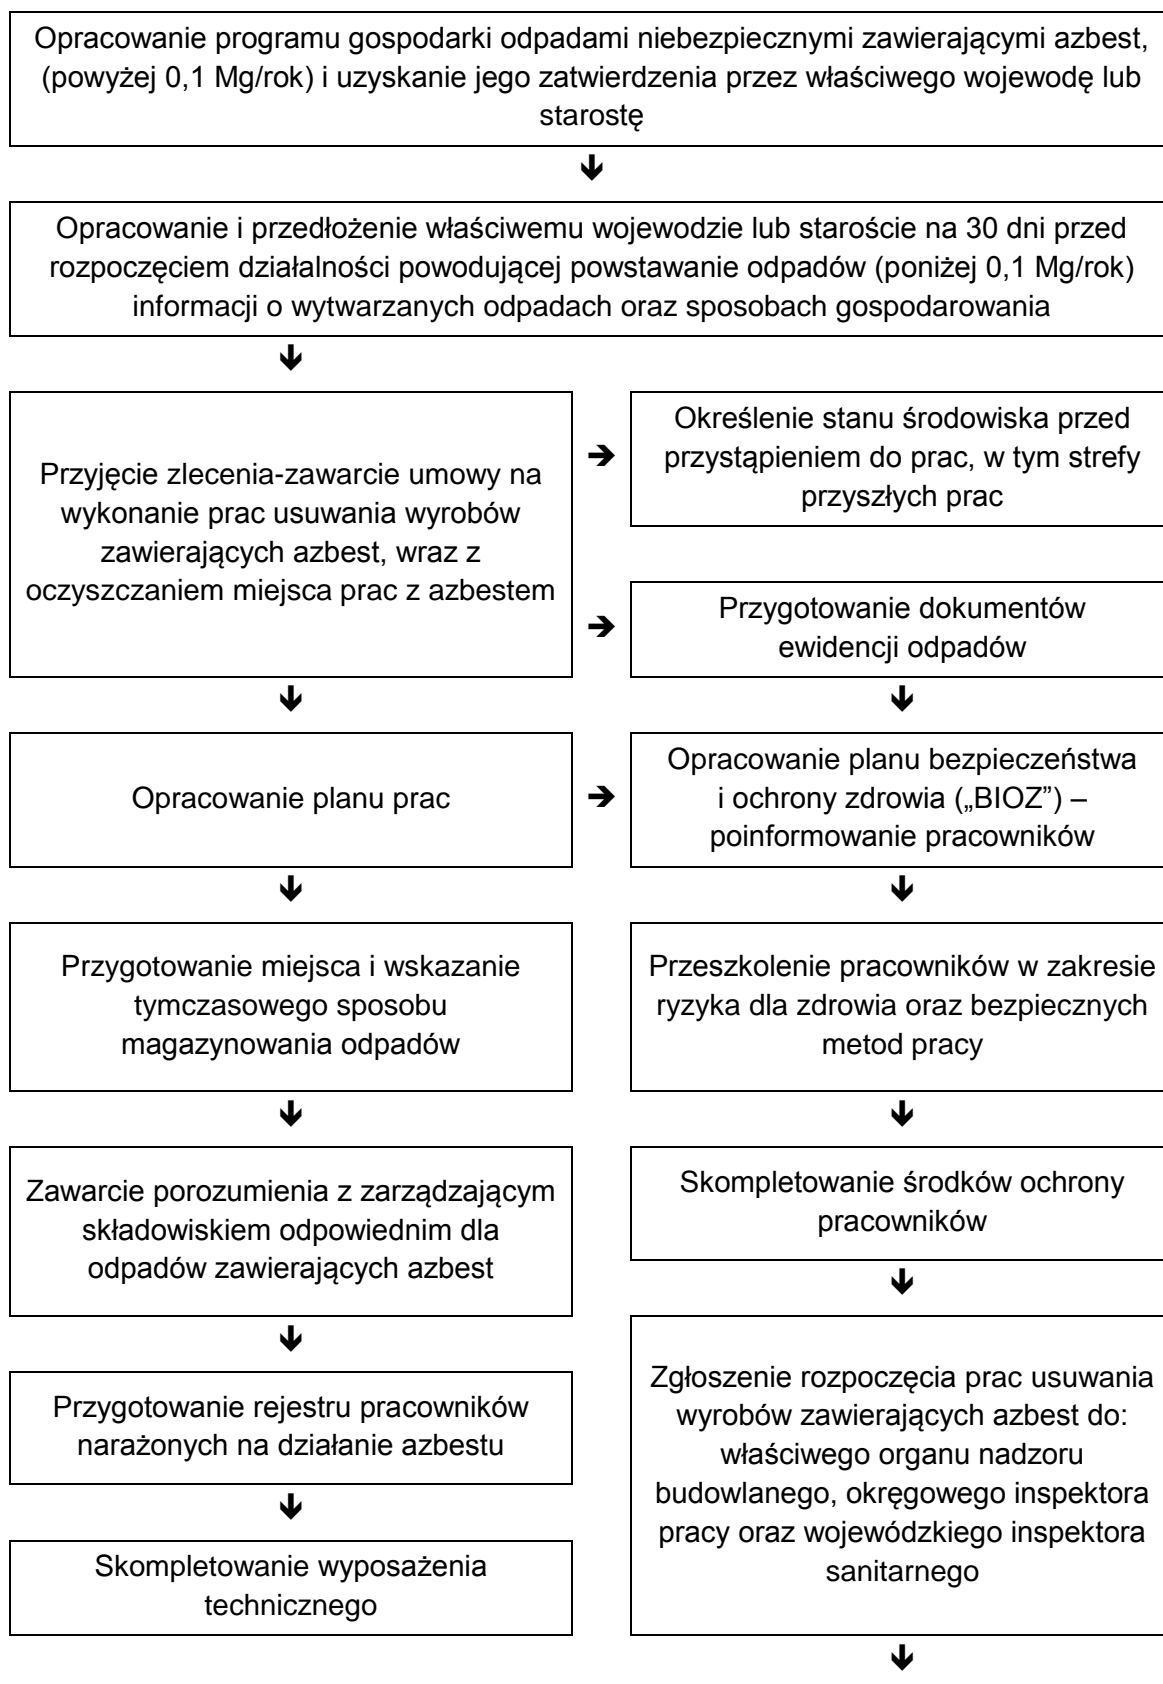 Opracowanie programu gospodarki odpadami niebezpiecznymi zawierającymi azbest,
(powyżej 0,1 Mg/rok) i uzyskanie jego zatwierdzenia przez właściwego wojewodę lub
starostę
Opracowanie i przedłożenie właściwemu wojewodzie lub staroście na 30 dni przed
rozpoczęciem działalności powodującej powstawanie odpadów (poniżej 0,1 Mg/rok)
informacji o wytwarzanych odpadach oraz sposobach gospodarowania
Przyjęcie zlecenia-zawarcie umowy na
wykonanie prac usuwania wyrobów
zawierających azbest, wraz z
oczyszczaniem miejsca prac z azbestem
Określenie stanu środowiska przed
przystąpieniem do prac, w tym strefy
przyszłych prac
Przygotowanie dokumentów
ewidencji odpadów
Opracowanie planu prac
Opracowanie planu bezpieczeństwa
i ochrony zdrowia („BIOZ”) –
poinformowanie pracowników
Przygotowanie miejsca i wskazanie
tymczasowego sposobu
magazynowania odpadów
Przeszkolenie pracowników w zakresie
ryzyka dla zdrowia oraz bezpiecznych
metod pracy
Zawarcie porozumienia z zarządzającym
składowiskiem odpowiednim dla
odpadów zawierających azbest
Skompletowanie środków ochrony
pracowników
Przygotowanie rejestru pracowników
narażonych na działanie azbestu
Skompletowanie wyposażenia
technicznego
Zgłoszenie rozpoczęcia prac usuwania
wyrobów zawierających azbest do:
właściwego organu nadzoru
budowlanego, okręgowego inspektora
pracy oraz wojewódzkiego inspektora
sanitarnego